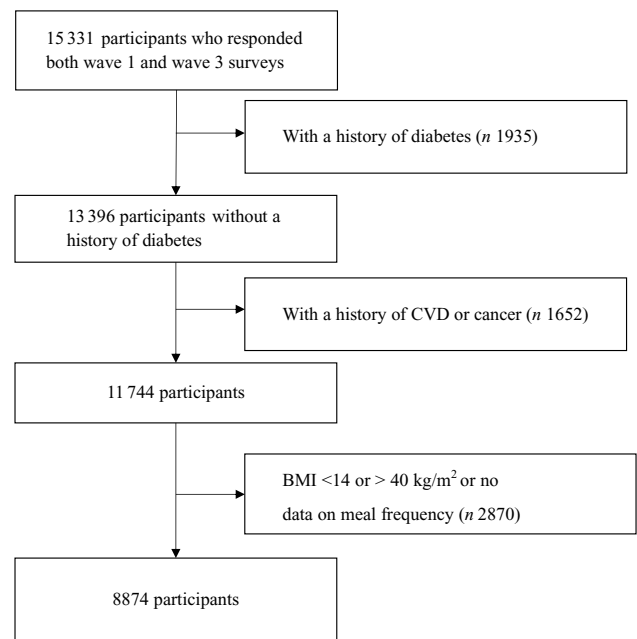 15 331 participants who responded
both wave 1 and wave 3 surveys
With a history of diabetes (n 1935)
13 396 participants without a
history of diabetes
With a history of CVD or cancer (n 1652)
11 744 participants
BMI <14 or > 40 kg/m² or no
data on meal frequency (n 2870)
8874 participants